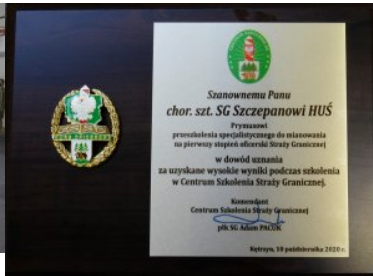 Szanownemu Panu
chor. szt. SG Szczepanowi HUŚ
Prymusowi
przeszkolenia specjalistycznego do mianowania
na pierwszy stopień oficerski Straży Granicznej
w dowód uznania
za uzyskane wysokie wyniki podczas szkolenia
w Centrum Szkolenia Straży Granicznej.
Komendant
Centrum Szkolenia Straży Granicznej
płk SG Adam PACUK
Kętrzyn, 30 października 2020 r.